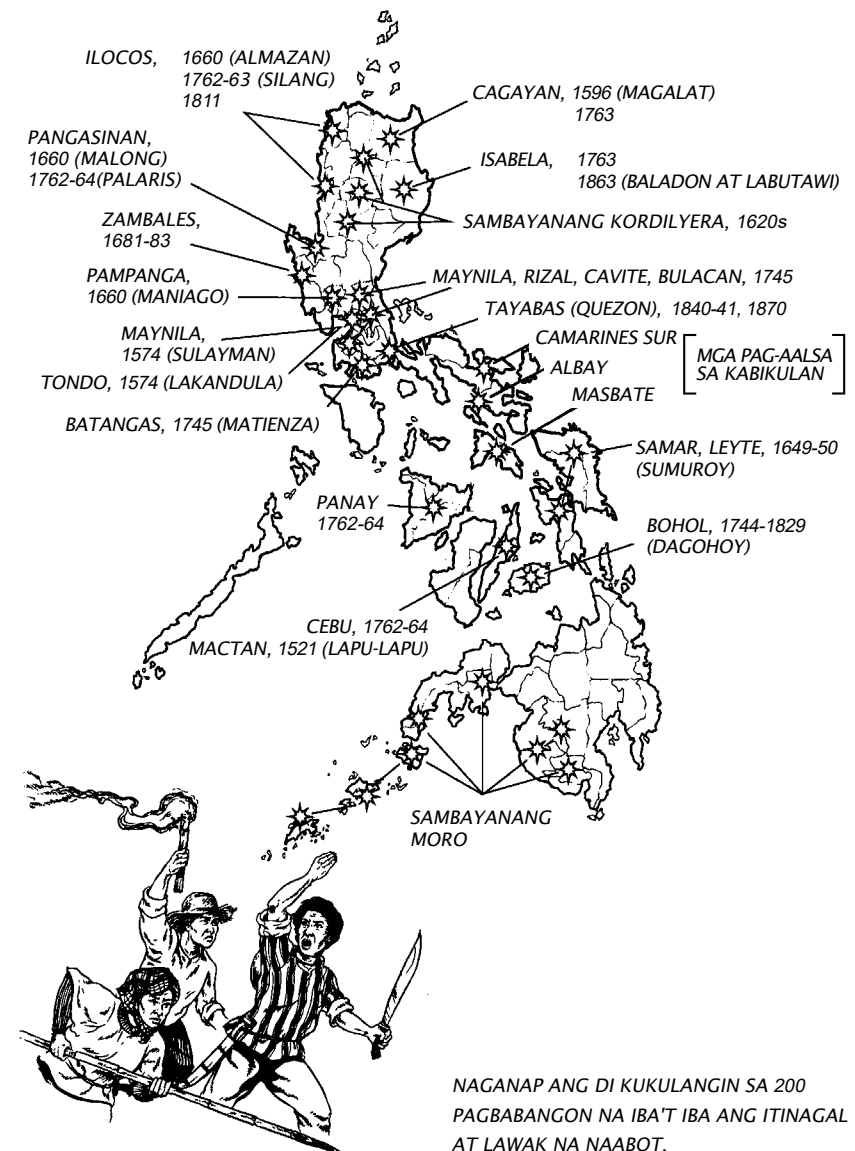 ILOCOS, 1660 (ALMAZAN)
1762-63 (SILANG)
1811
CAGAYAN, 1596 (MAGALAT)
1763
PANGASINAN,
1660 (MALONG)
1762-64(PALARIS)
ISABELA, 1763
1863 (BALADON AT LABUTAWI)
ZAMBALES,
1681-83
SAMBAYANANG KORDILYERA, 1620s
PAMPANGA,
1660 (MANIAGO)
MAYNILA, RIZAL, CAVITE, BULACAN, 1745
TAYABAS (QUEZON), 1840-41, 1870
MAYNILA,
1574 (SULAYMAN)
CAMARINES SUR
ALBAY
MASBATE
MGA PAG-AALSA
SA KABIKULAN
TONDO, 1574 (LAKANDULA)
BATANGAS, 1745 (MATIENZA)
SAMAR, LEYTE, 1649-50
(SUMUROY)
PANAY
1762-64
BOHOL, 1744-1829
(DAGOHOY)
CEBU, 1762-64
MACTAN, 1521 (LAPU-LAPU)
SAMBAYANANG
MORO
NAGANAP ANG DI KUKULANGIN SA 200
PAGBABANGON NA IBA'T IBA ANG ITINAGAL
AT LAWAK NA NAABOT.